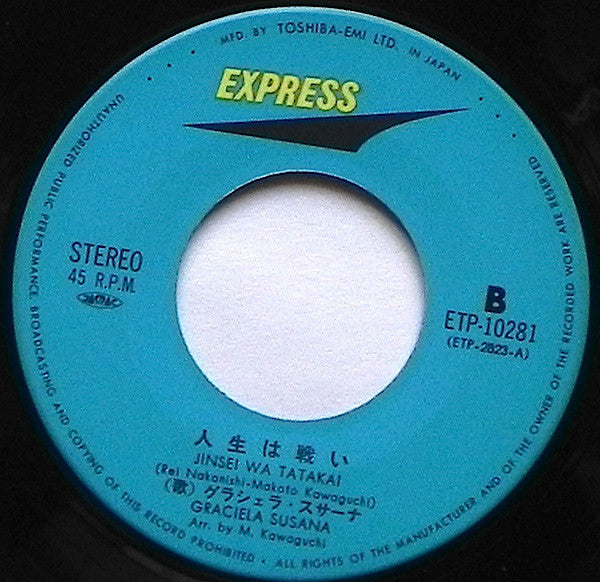 MFD. BY TOSHIBA-EMI LTD. IN JAPAN
EXPRESS
STEREO
45 R.P.M.
JASRAC
B
ETP-10281
(ETP-2823-A)
人生は戦い
JINSEI WA TATAKAI
(Rei Nakanishi-Makoto Kawaguchi)
(歌)グラシェラ・スサーナ
GRACIELA SUSANA
Arr. by M. Kawaguchi
UNAUTHORIZED PUBLIC PERFORMANCE, BROADCASTING AND COPYING OF THIS RECORD PROHIBITED • ALL RIGHTS OF THE MANUFACTURER AND OF THE OWNER OF THE RECORDED WORK ARE RESERVED